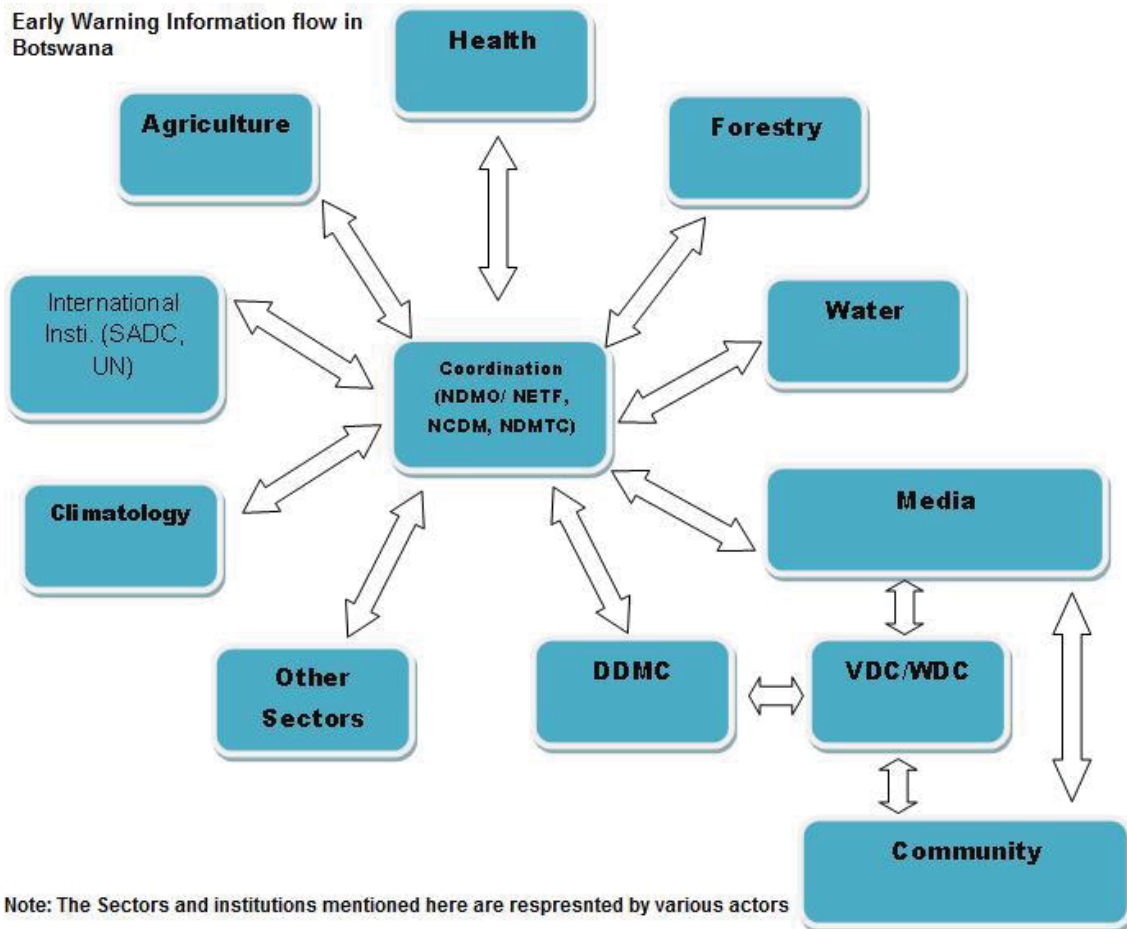 Early Warning Information flow in
Botswana
Health
Agriculture
Forestry
International
Insti. (SADC,
UN)
Water
Coordination
(NDMO/ NETF,
NCDM, NDMTC)
Climatology
Media
Other
Sectors
DDMC
VDC/WDC
Community
Note: The Sectors and institutions mentioned here are respresnted by various actors